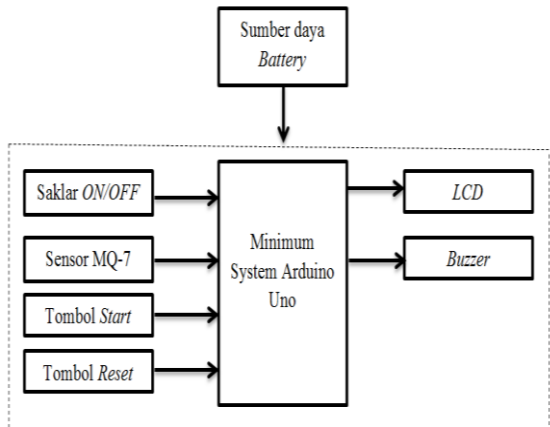 Sumber daya
Battery
Saklar ON/OFF
Sensor MQ-7
Tombol Start
Tombol Reset
Minimum
System Arduino
Uno
LCD
Buzzer